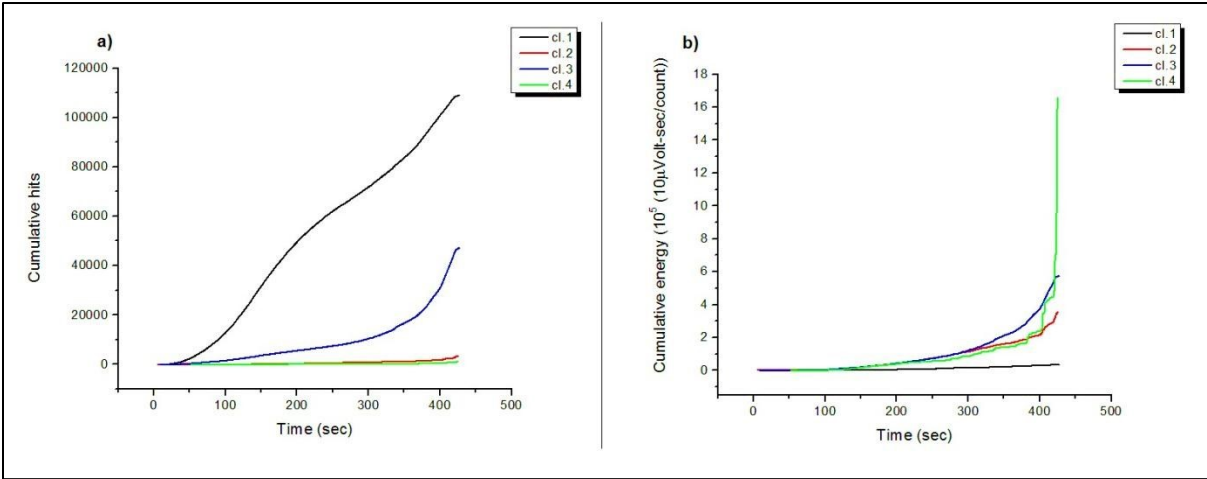 a)
cl.1
cl.2
cl.3
cl.4
120000
100000
80000
60000
40000
20000
0
Cumulative hits
0 100 200 300 400 500
Time (sec)
b)
cl.1
cl.2
cl.3
cl.4
18
16
14
12
10
8
6
4
2
0
Cumulative energy (10⁵ (10µVolt-sec/count))
0 100 200 300 400 500
Time (sec)